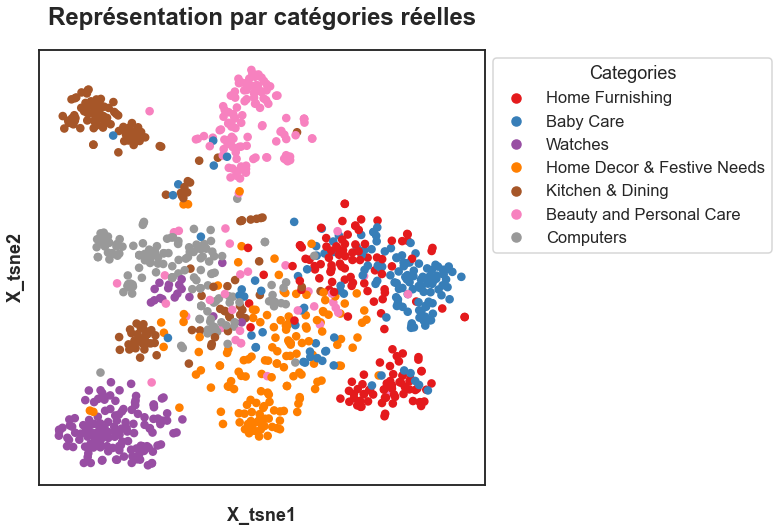 Représentation par catégories réelles
Categories
Home Furnishing
Baby Care
Watches
Home Decor & Festive Needs
Kitchen & Dining
Beauty and Personal Care
Computers
X_tsne2
X_tsne1